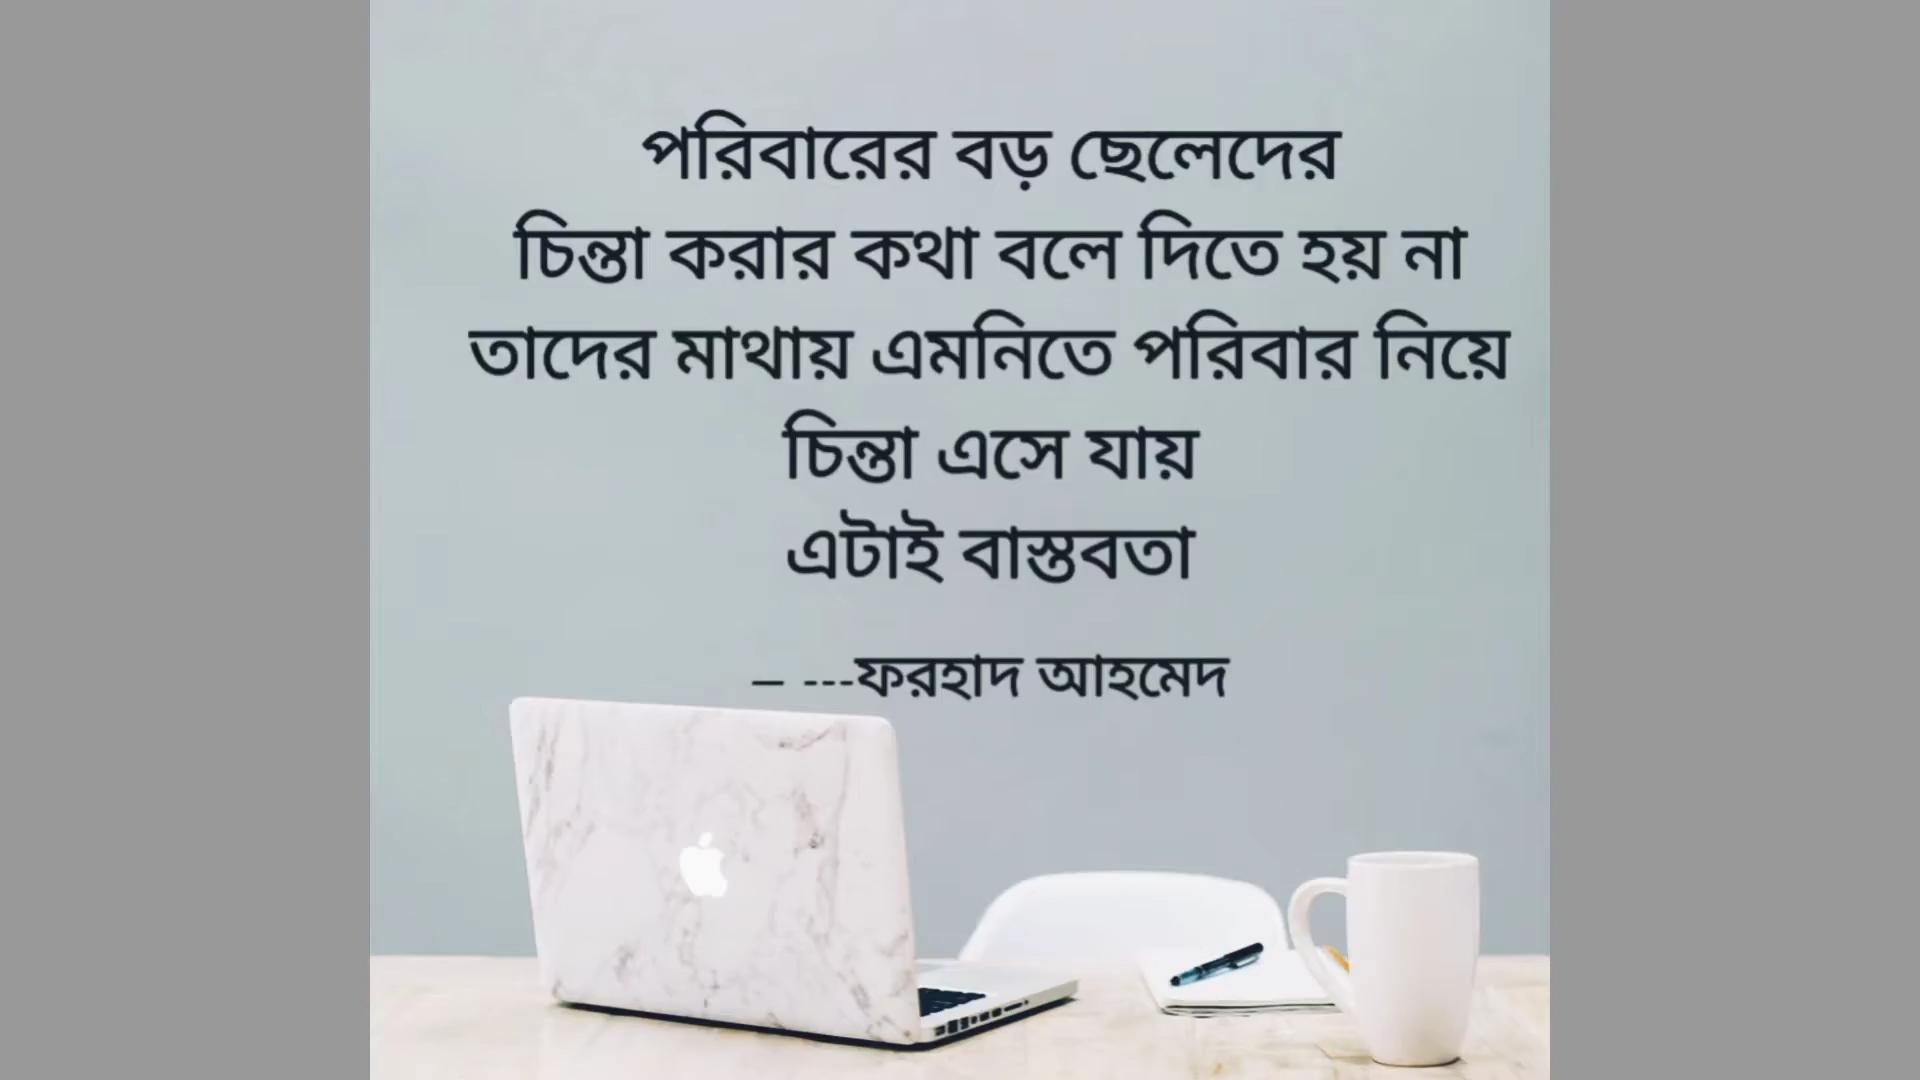 পরিবারের বড় ছেলেদের
চিন্তা করার কথা বলে দিতে হয় না
তাদের মাথায় এমনিতে পরিবার নিয়ে
চিন্তা এসে যায়
এটাই বাস্তবতা
– ---ফরহাদ আহমেদ